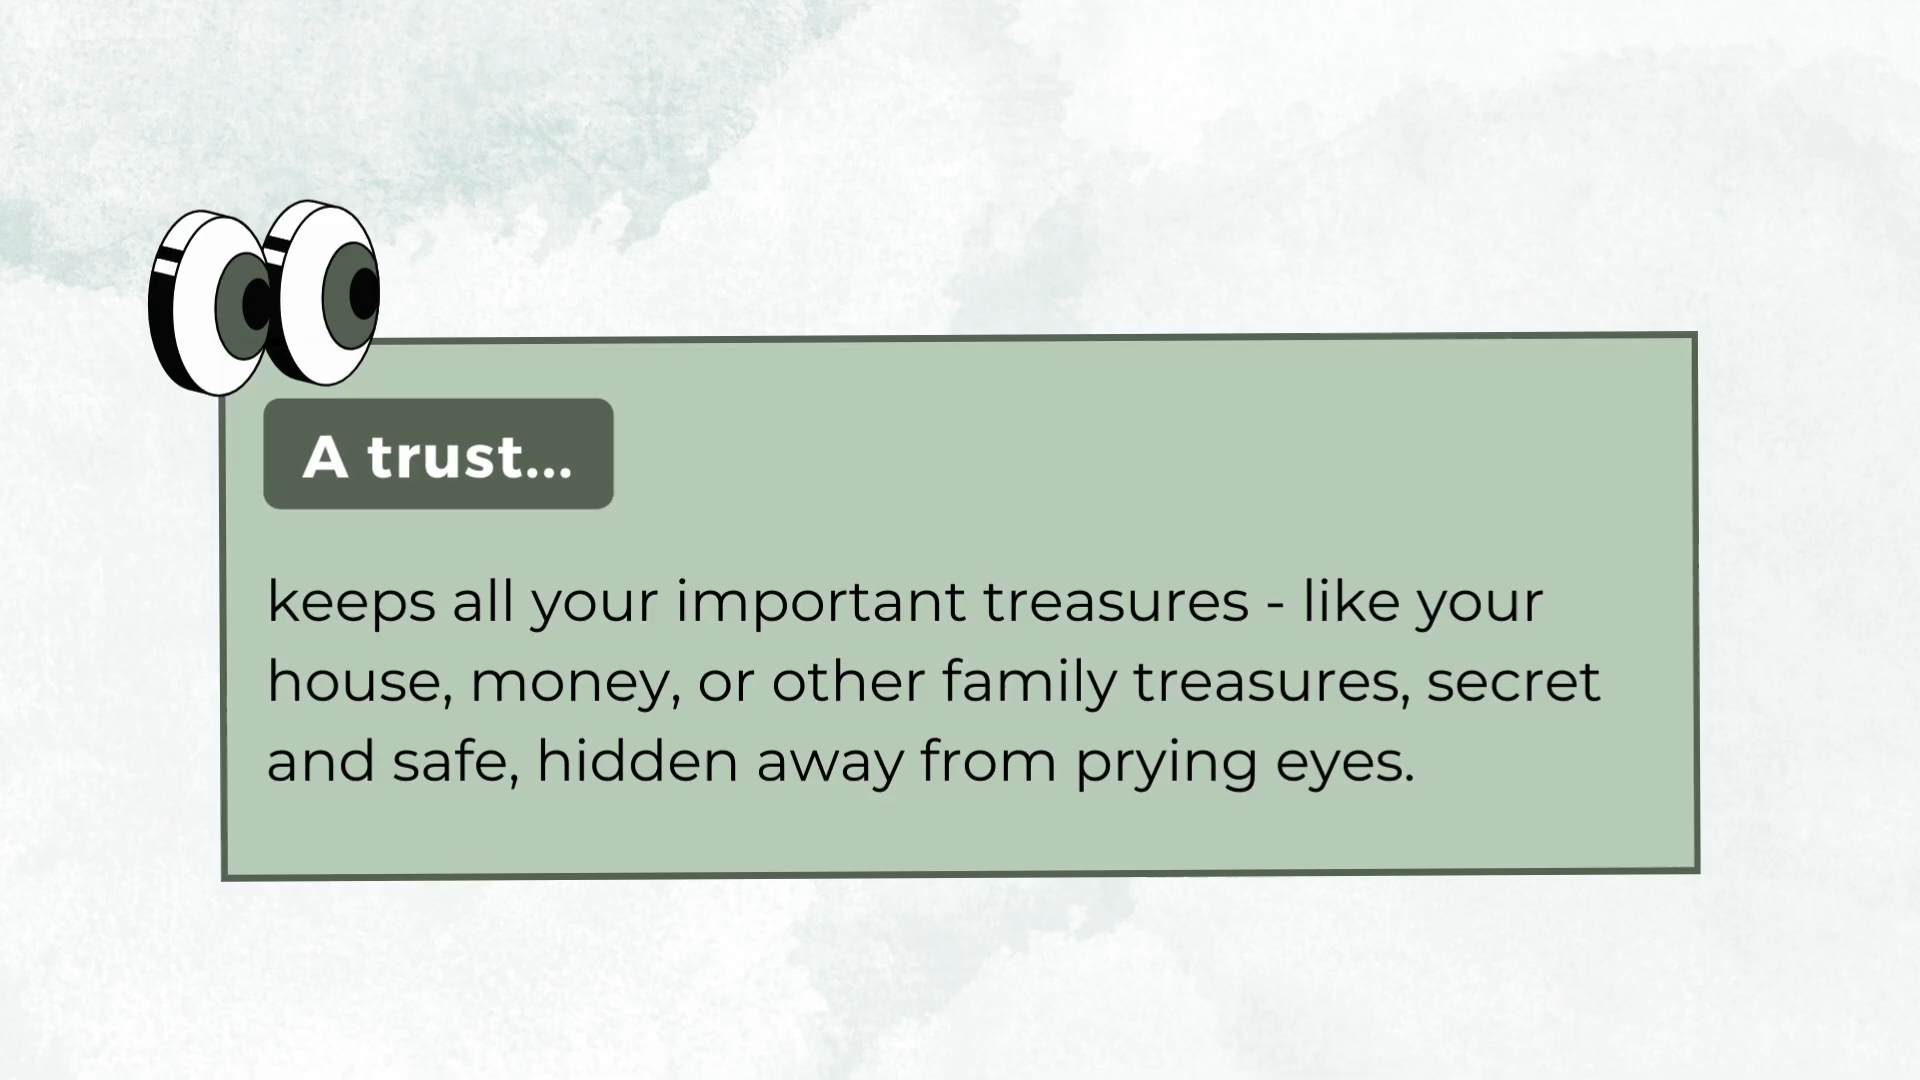 A trust...
keeps all your important treasures - like your
house, money, or other family treasures, secret
and safe, hidden away from prying eyes.